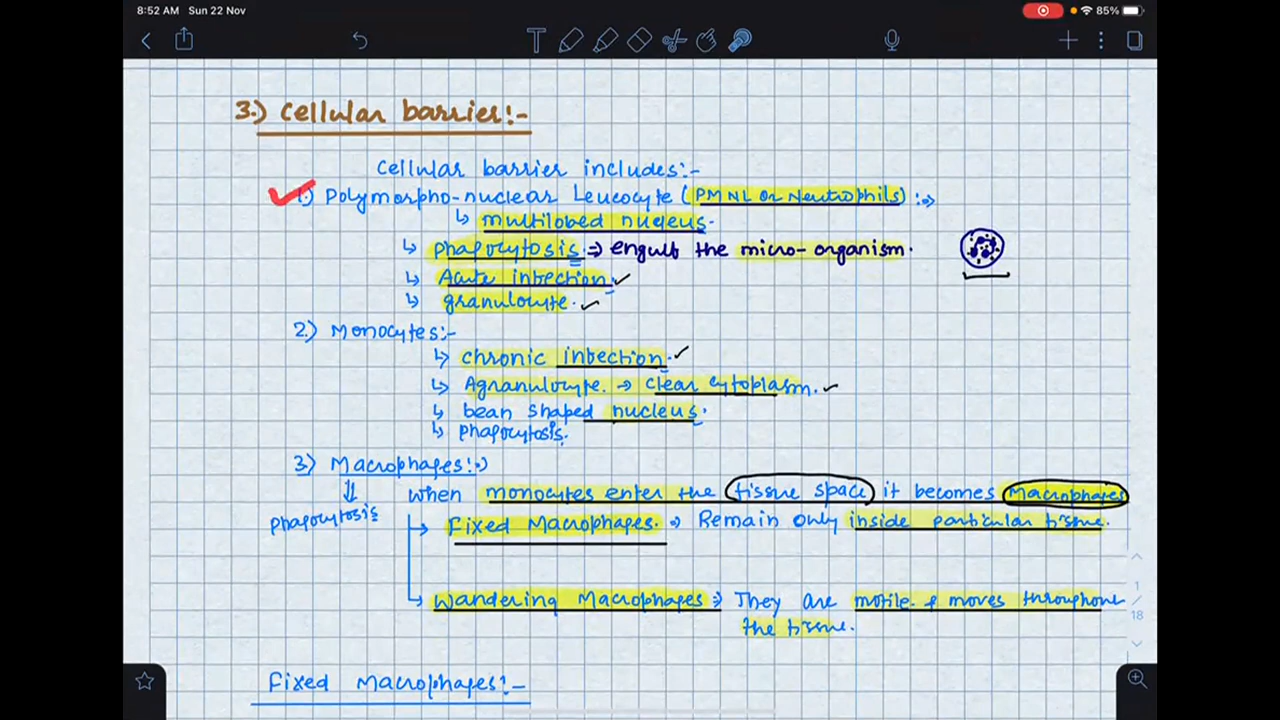 8:52 AM Sun 22 Nov
85%
3.) Cellular barrier:-
Cellular barrier includes:-
1.) Polymorpho-nuclear Leucocyte (PMNL or Neutrophils) :→
↳ multilobed nucleus.
↳ phagocytosis ⇒ engulf the micro-organism.
↳ Acute infection. ✓
↳ granulocyte. ✓
2.) Monocytes:-
↳ chronic infection. ✓
↳ Agranulocyte. → clear cytoplasm. ✓
↳ bean shaped nucleus.
↳ phagocytosis.
3.) Macrophages:-
When monocytes enter the tissue space it becomes Macrophages
phagocytosis
Fixed Macrophages. ⇒ Remain only inside particular tissue.
Wandering Macrophages ⇒ They are motile & moves throughout
the tissue.
1
/
18
Fixed Macrophages:-